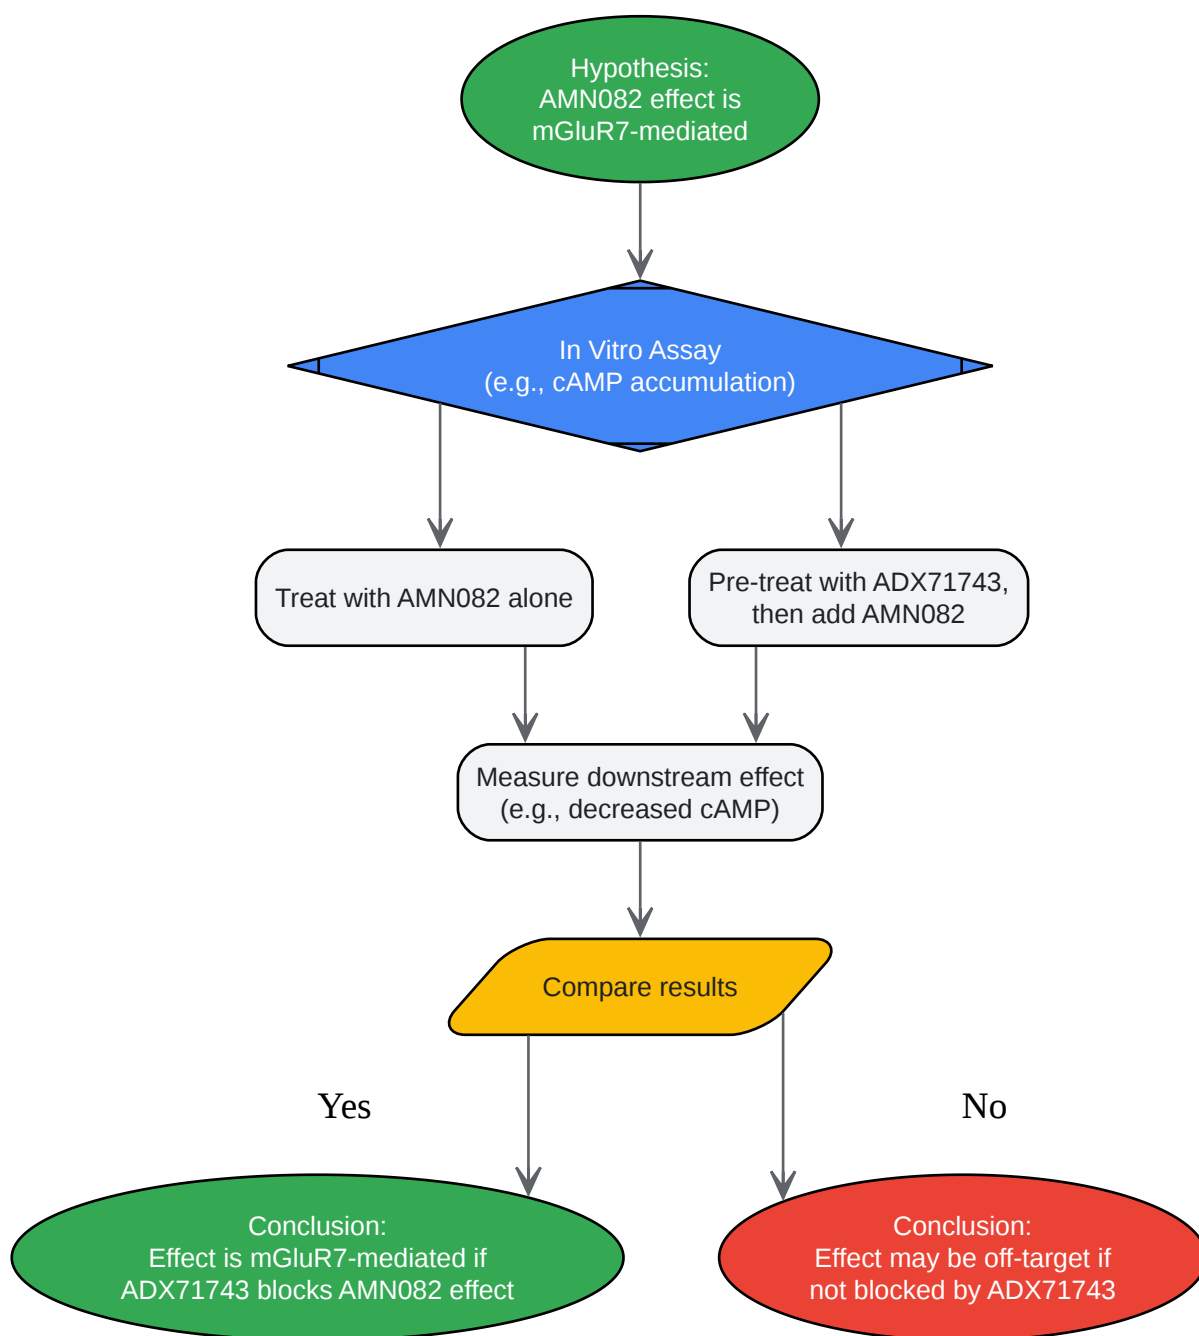 Hypothesis:
AMN082 effect is
mGluR7-mediated
In Vitro Assay
(e.g., cAMP accumulation)
Treat with AMN082 alone
Pre-treat with ADX71743,
then add AMN082
Measure downstream effect
(e.g., decreased cAMP)
Compare results
Yes
No
Conclusion:
Effect is mGluR7-mediated if
ADX71743 blocks AMN082 effect
Conclusion:
Effect may be off-target if
not blocked by ADX71743